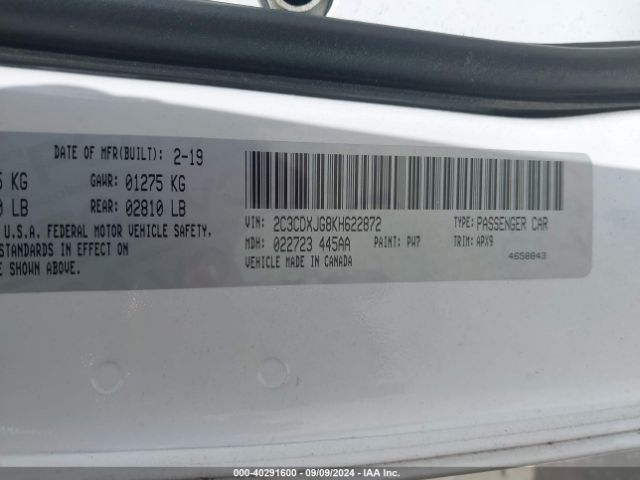 DATE OF MFR(BUILT): 2-19
KG GAWR: 01275 KG
LB REAR: 02810 LB
U.S.A. FEDERAL MOTOR VEHICLE SAFETY.
STANDARDS IN EFFECT ON
SHOWN ABOVE.
VIN: 2C3CDXJG8KH622872 TYPE: PASSENGER CAR
MDH: 022723 445AA PAINT: PW7 TRIM: APX9
VEHICLE MADE IN CANADA 4658843
000-40291600 - 09/09/2024 - IAA Inc.